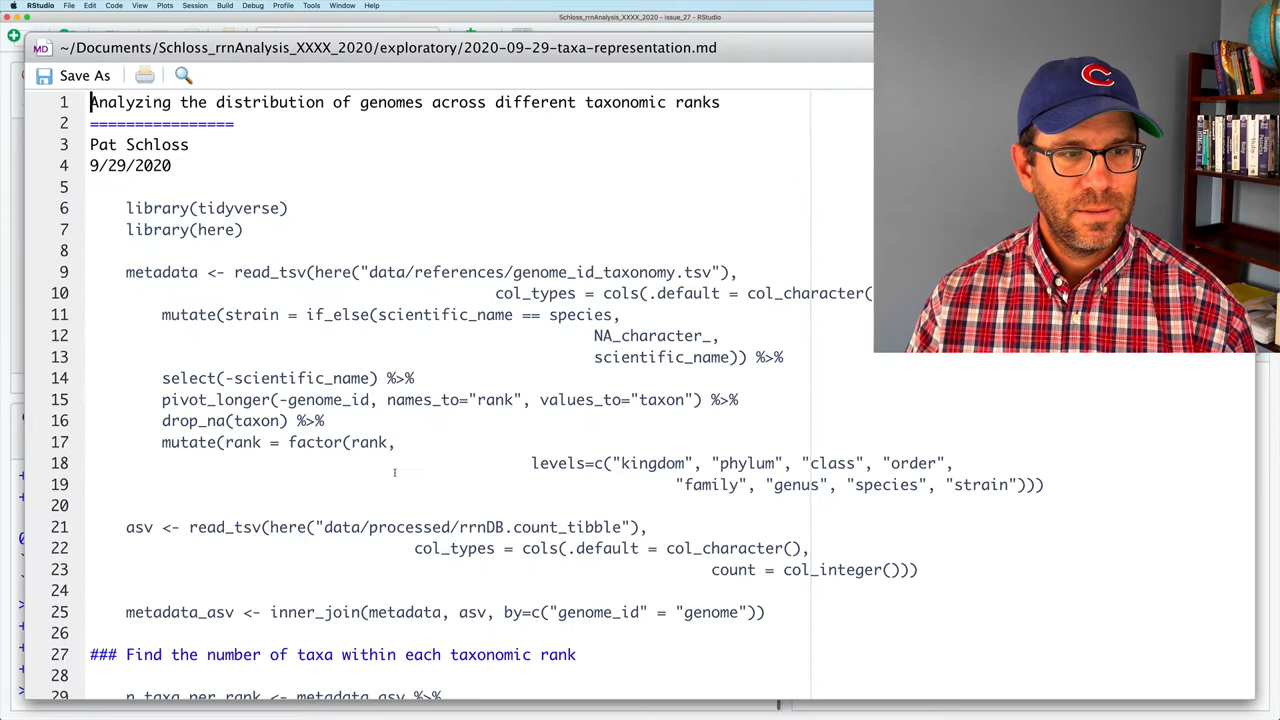 RStudio File Edit Code View Plots Session Build Debug Profile Tools Window Help
Schloss_rrnAnalysis_XXXX_2020 - issue_27 - RStudio
MD ~/Documents/Schloss_rrnAnalysis_XXXX_2020/exploratory/2020-09-29-taxa-representation.md
Save As
1 Analyzing the distribution of genomes across different taxonomic ranks
2 ================
3 Pat Schloss
4 9/29/2020
5
6 library(tidyverse)
7 library(here)
8
9 metadata <- read_tsv(here("data/references/genome_id_taxonomy.tsv"),
10 col_types = cols(.default = col_character(
11 mutate(strain = if_else(scientific_name == species,
12 NA_character_,
13 scientific_name)) %>%
14 select(-scientific_name) %>%
15 pivot_longer(-genome_id, names_to="rank", values_to="taxon") %>%
16 drop_na(taxon) %>%
17 mutate(rank = factor(rank,
18 levels=c("kingdom", "phylum", "class", "order",
19 "family", "genus", "species", "strain")))
20
21 asv <- read_tsv(here("data/processed/rrnDB.count_tibble"),
22 col_types = cols(.default = col_character(),
23 count = col_integer()))
24
25 metadata_asv <- inner_join(metadata, asv, by=c("genome_id" = "genome"))
26
27 ### Find the number of taxa within each taxonomic rank
28
29 n_taxa_per_rank <- metadata_asv %>%